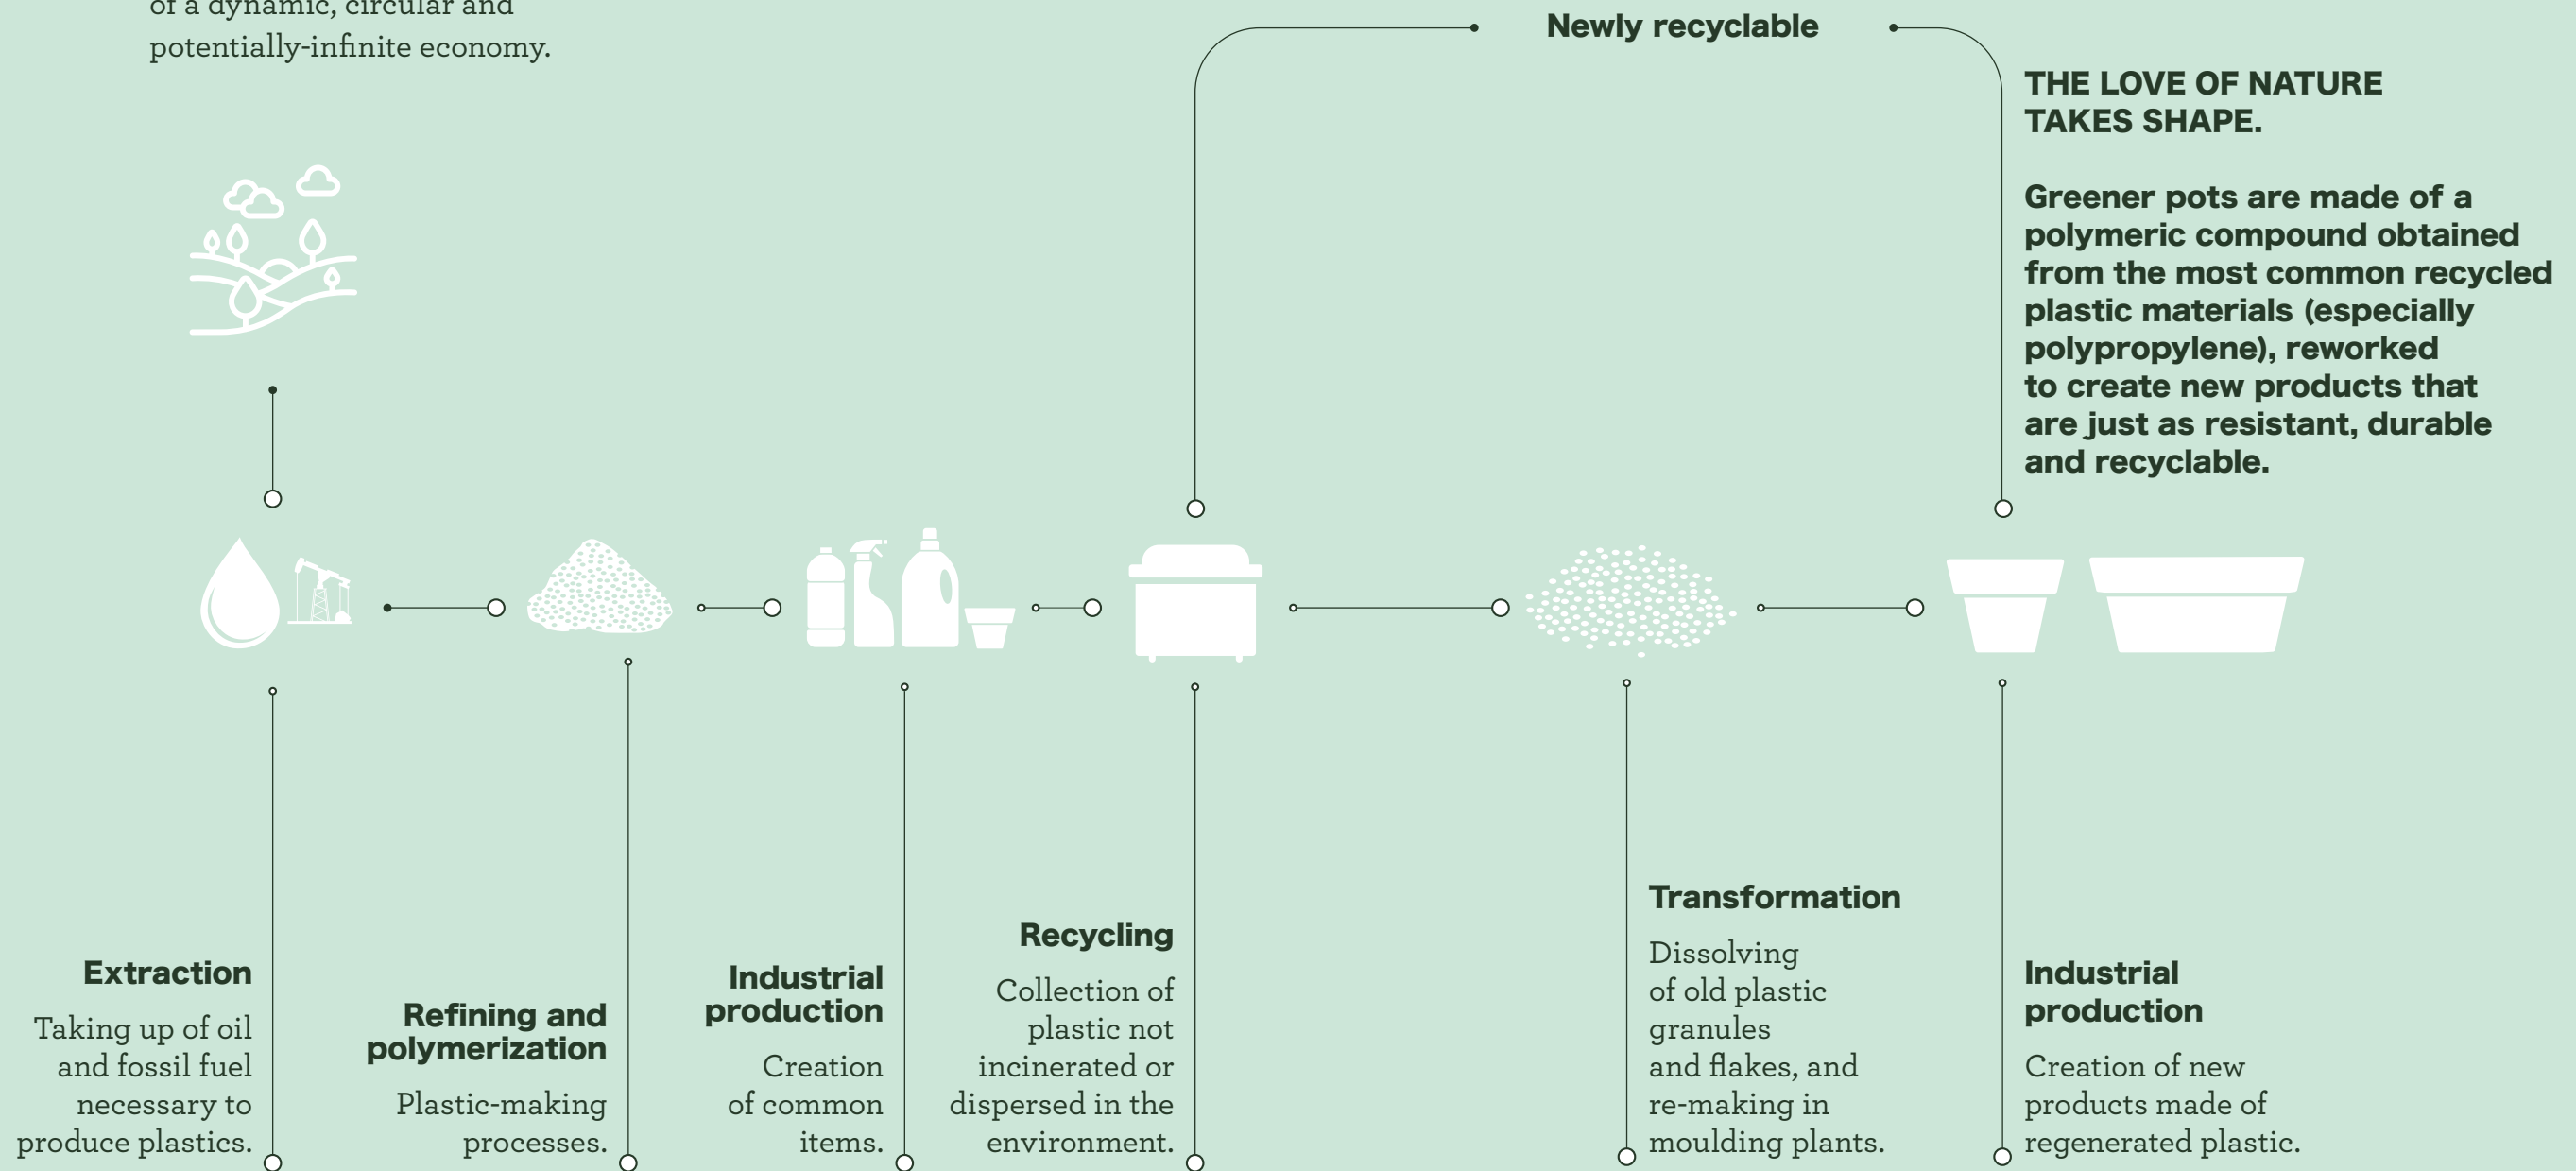 of a dynamic, circular and
potentially-infinite economy.
Newly recyclable
THE LOVE OF NATURE
TAKES SHAPE.
Greener pots are made of a
polymeric compound obtained
from the most common recycled
plastic materials (especially
polypropylene), reworked
to create new products that
are just as resistant, durable
and recyclable.
Extraction
Taking up of oil
and fossil fuel
necessary to
produce plastics.
Refining and
polymerization
Plastic-making
processes.
Industrial
production
Creation
of common
items.
Recycling
Collection of
plastic not
incinerated or
dispersed in the
environment.
Transformation
Dissolving
of old plastic
granules
and flakes, and
re-making in
moulding plants.
Industrial
production
Creation of new
products made of
regenerated plastic.